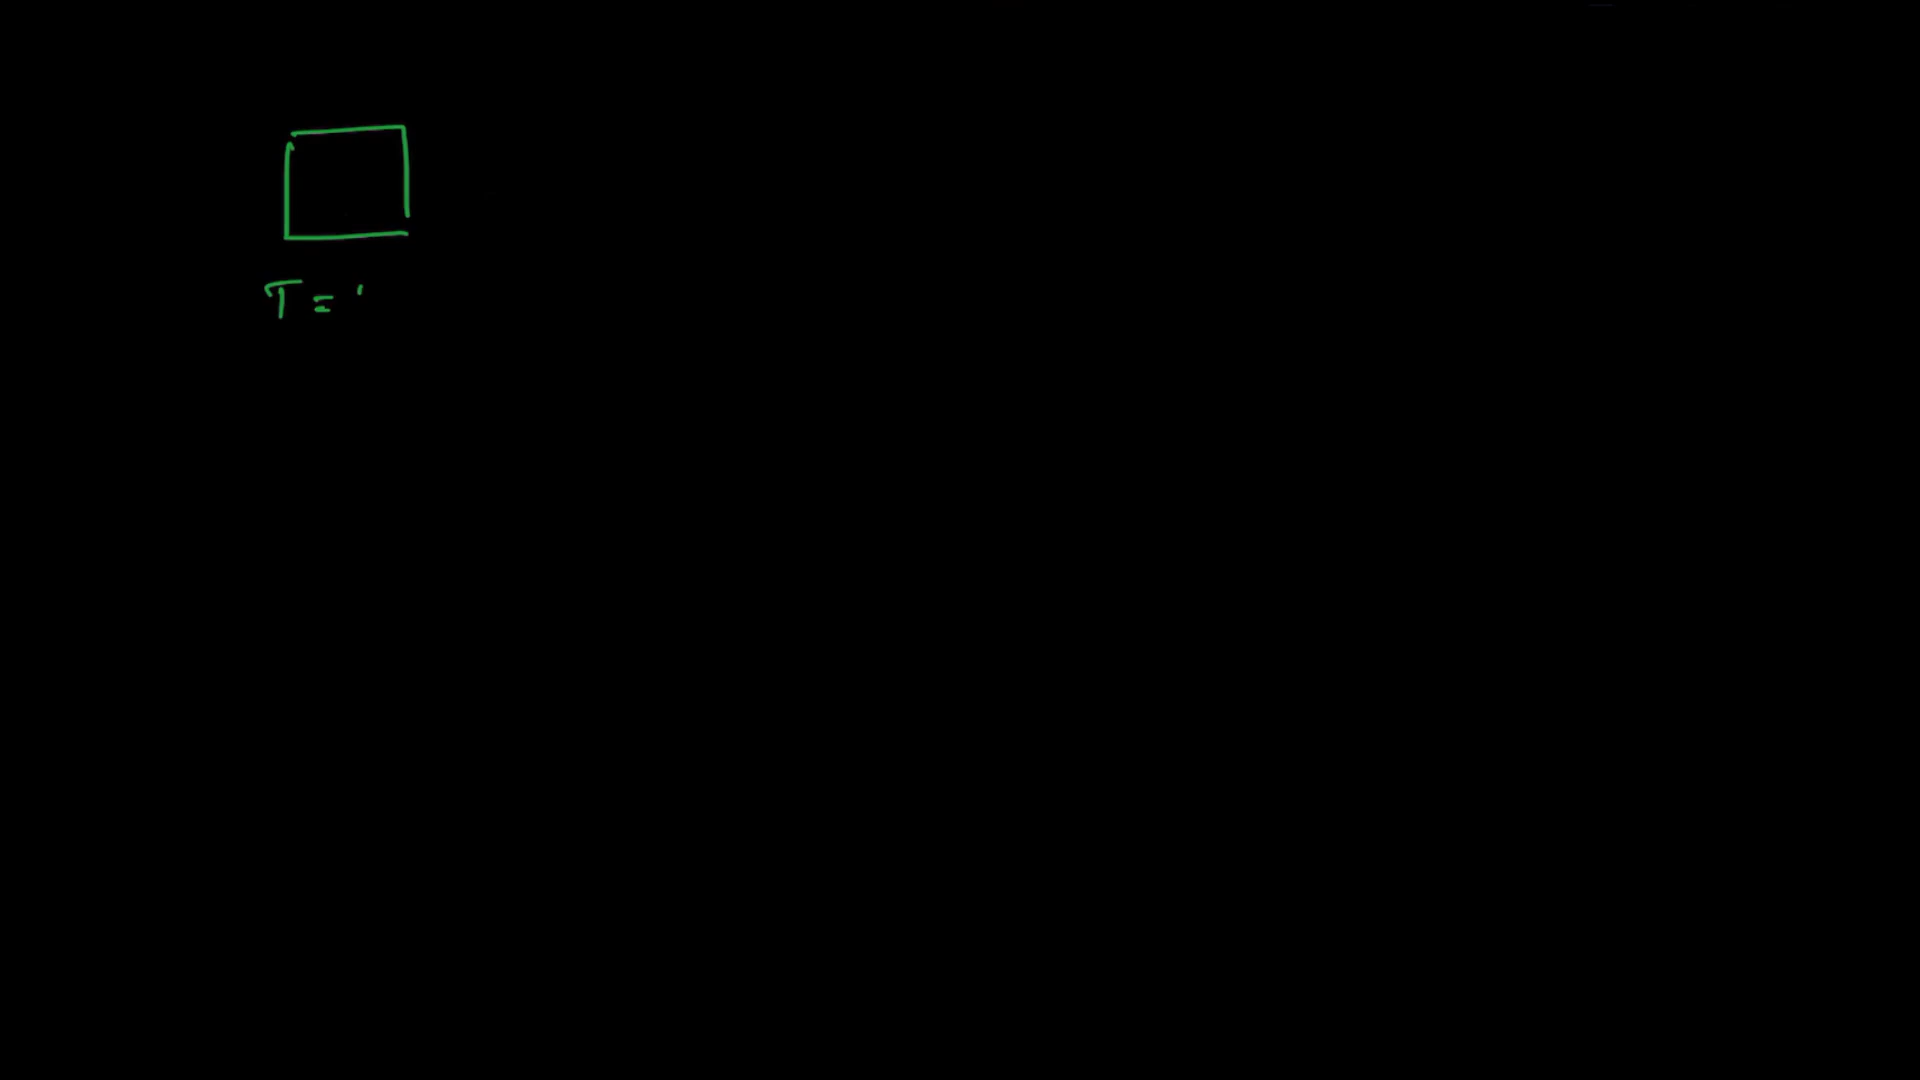 T = '